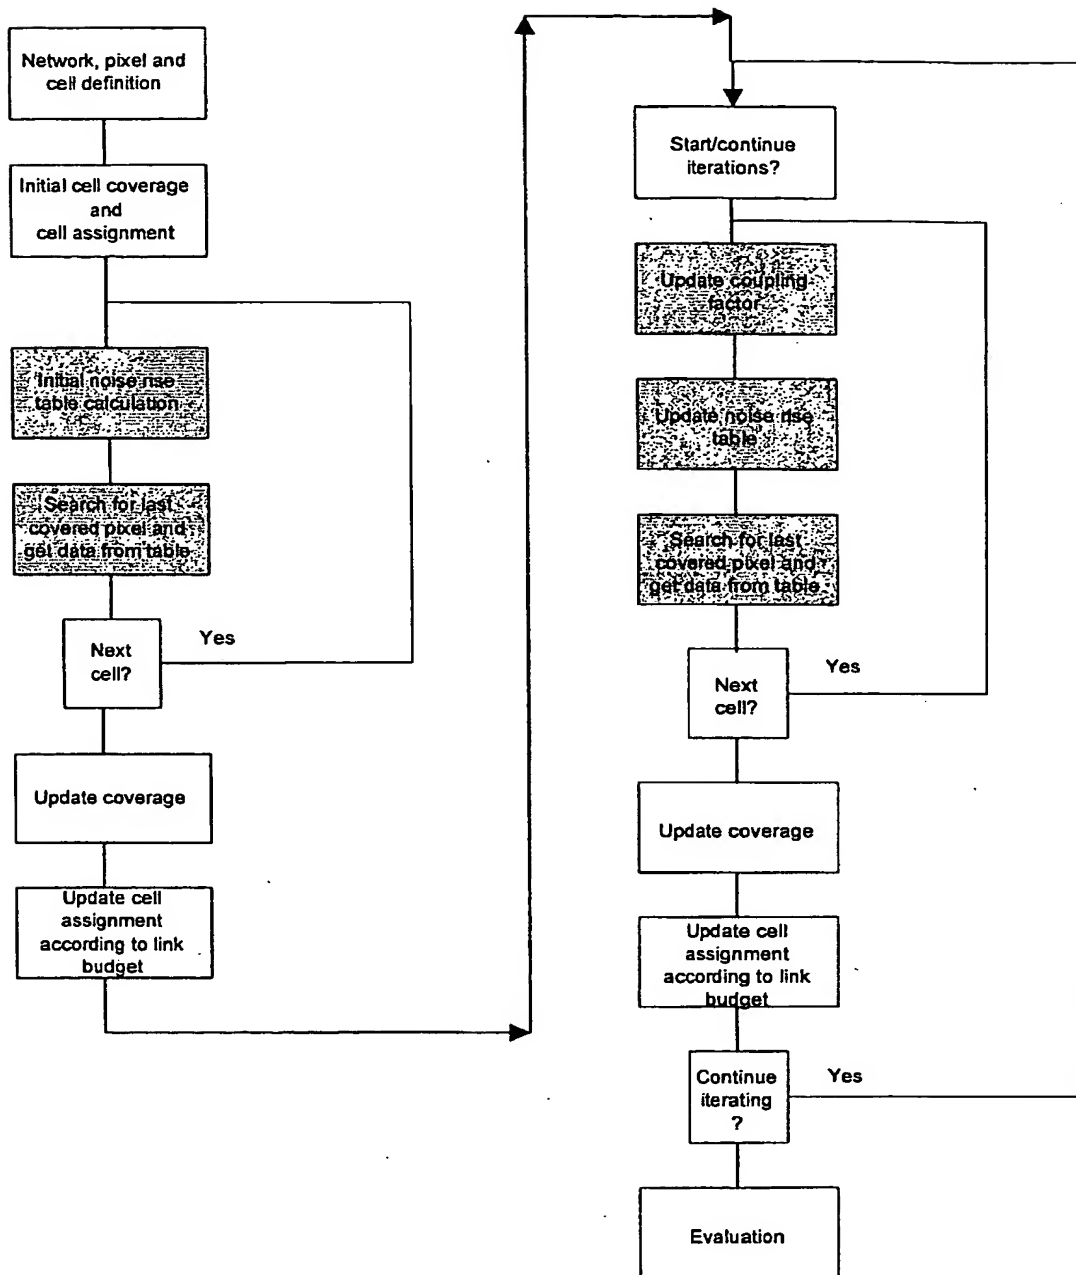 Network, pixel and
cell definition
Initial cell coverage
and
cell assignment
Initial noise rise
table calculation
Search for last
covered pixel and
get data from table
Next
cell?
Yes
Update coverage
Update cell
assignment
according to link
budget
Start/continue
iterations?
Update coupling
factor
Update noise rise
table
Search for last
covered pixel and
get data from table
Next
cell?
Yes
Update coverage
Update cell
assignment
according to link
budget
Continue
iterating
?
Yes
Evaluation